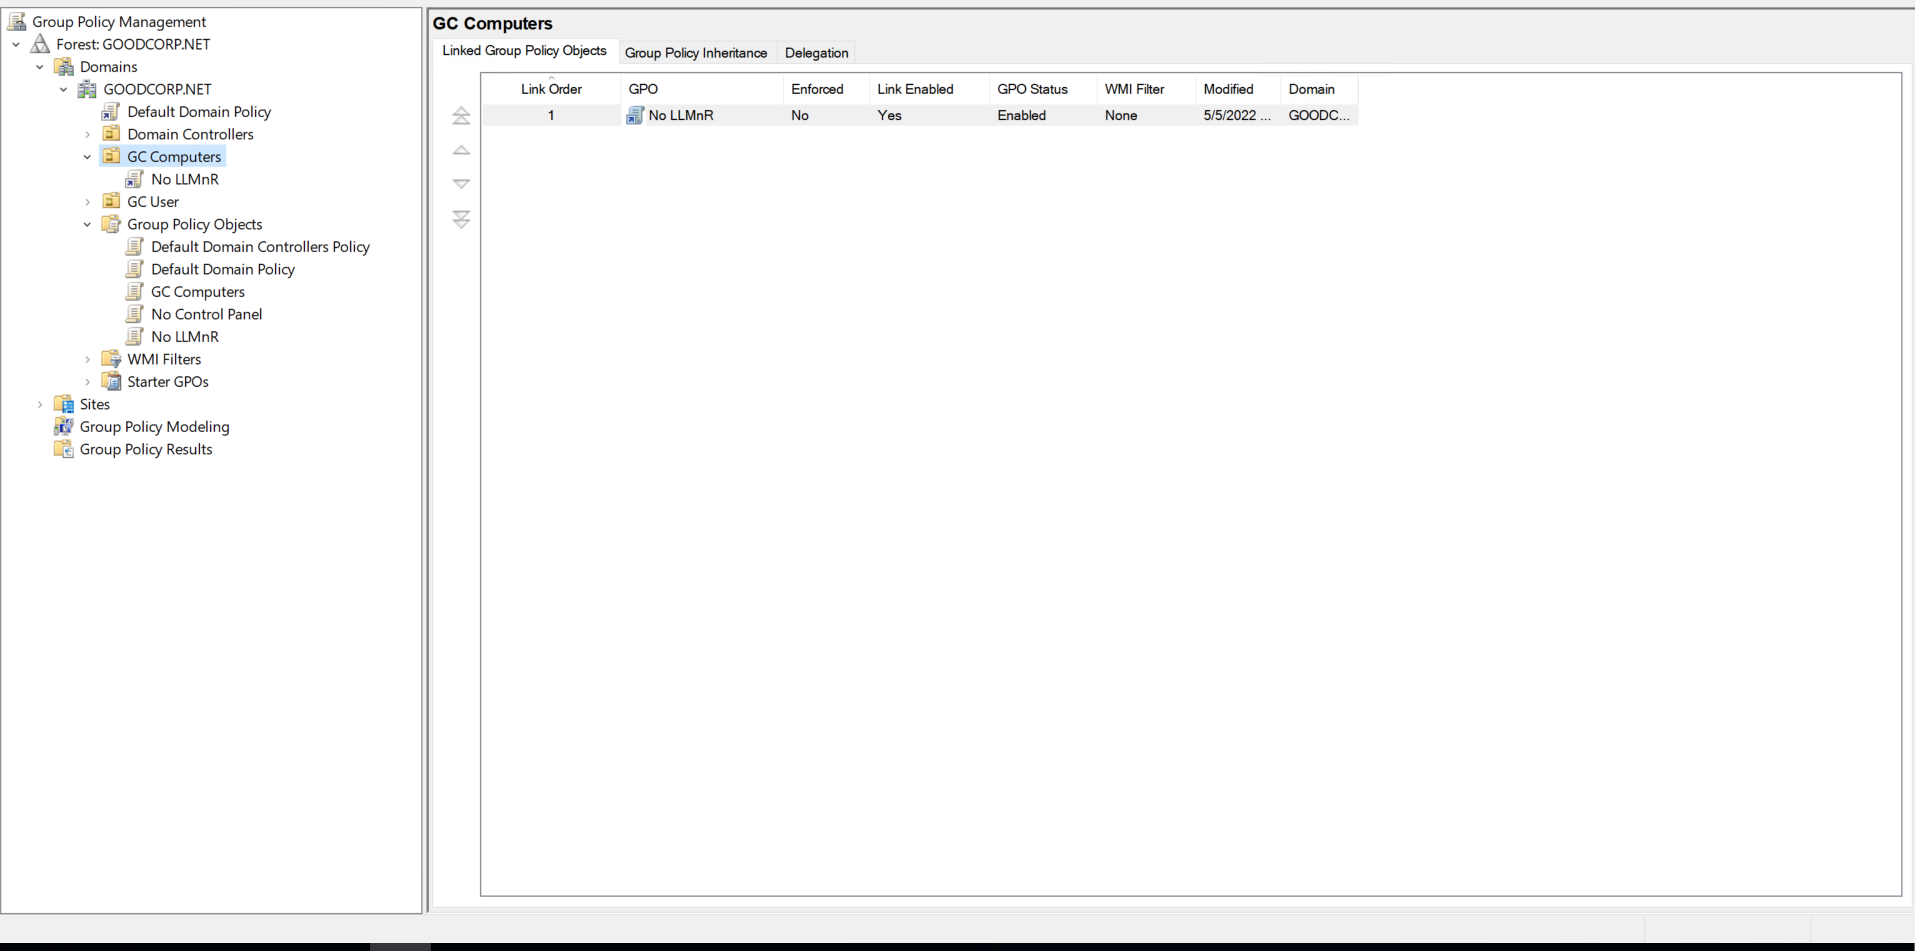 Group Policy Management
Forest: GOODCORP.NET
Domains
GOODCORP.NET
Default Domain Policy
Domain Controllers
GC Computers
No LLMnR
GC User
Group Policy Objects
Default Domain Controllers Policy
Default Domain Policy
GC Computers
No Control Panel
No LLMnR
WMI Filters
Starter GPOs
Sites
Group Policy Modeling
Group Policy Results
GC Computers
Linked Group Policy Objects Group Policy Inheritance Delegation
Link Order GPO Enforced Link Enabled GPO Status WMI Filter Modified Domain
1 No LLMnR No Yes Enabled None 5/5/2022 ... GOODC...